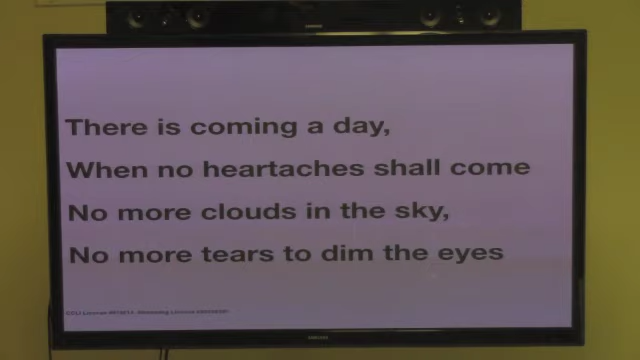 There is coming a day,
When no heartaches shall come
No more clouds in the sky,
No more tears to dim the eyes